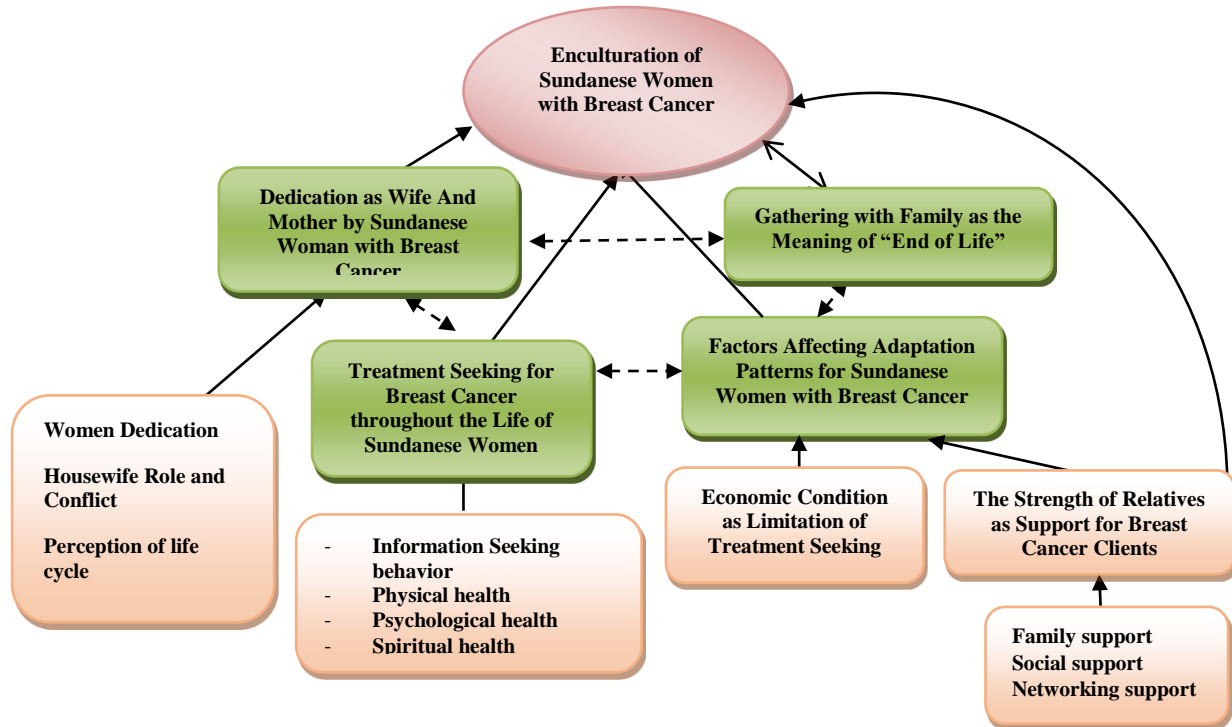 Enculturation of
Sundanese Women
with Breast Cancer
Dedication as Wife And
Mother by Sundanese
Woman with Breast
Cancer
Gathering with Family as the
Meaning of “End of Life”
Treatment Seeking for
Breast Cancer
throughout the Life of
Sundanese Women
Factors Affecting Adaptation
Patterns for Sundanese
Women with Breast Cancer
Women Dedication
Housewife Role and
Conflict
Perception of life
cycle
- Information Seeking
behavior
- Physical health
- Psychological health
- Spiritual health
Economic Condition
as Limitation of
Treatment Seeking
The Strength of Relatives
as Support for Breast
Cancer Clients
Family support
Social support
Networking support